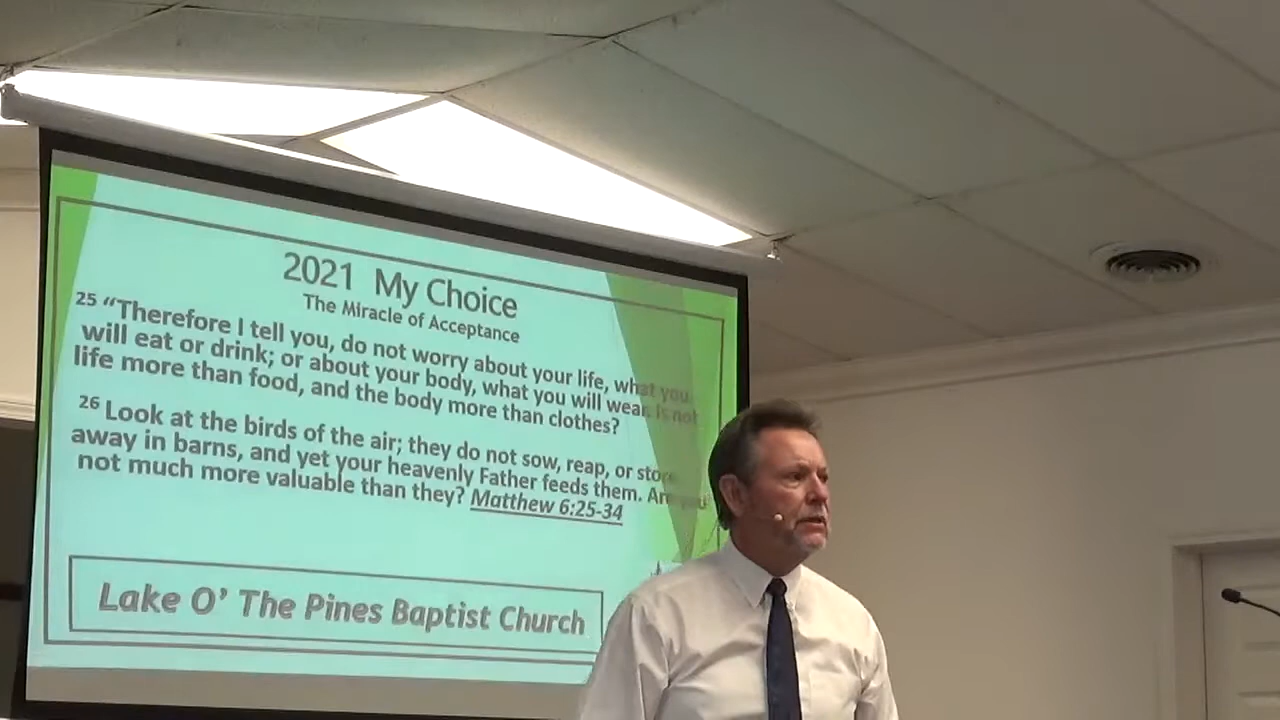 2021 My Choice
The Miracle of Acceptance
25 “Therefore I tell you, do not worry about your life, what you
will eat or drink; or about your body, what you will wear. Is not
life more than food, and the body more than clothes?
26 Look at the birds of the air; they do not sow, reap, or store
away in barns, and yet your heavenly Father feeds them. Are you
not much more valuable than they? Matthew 6:25-34
Lake O’ The Pines Baptist Church